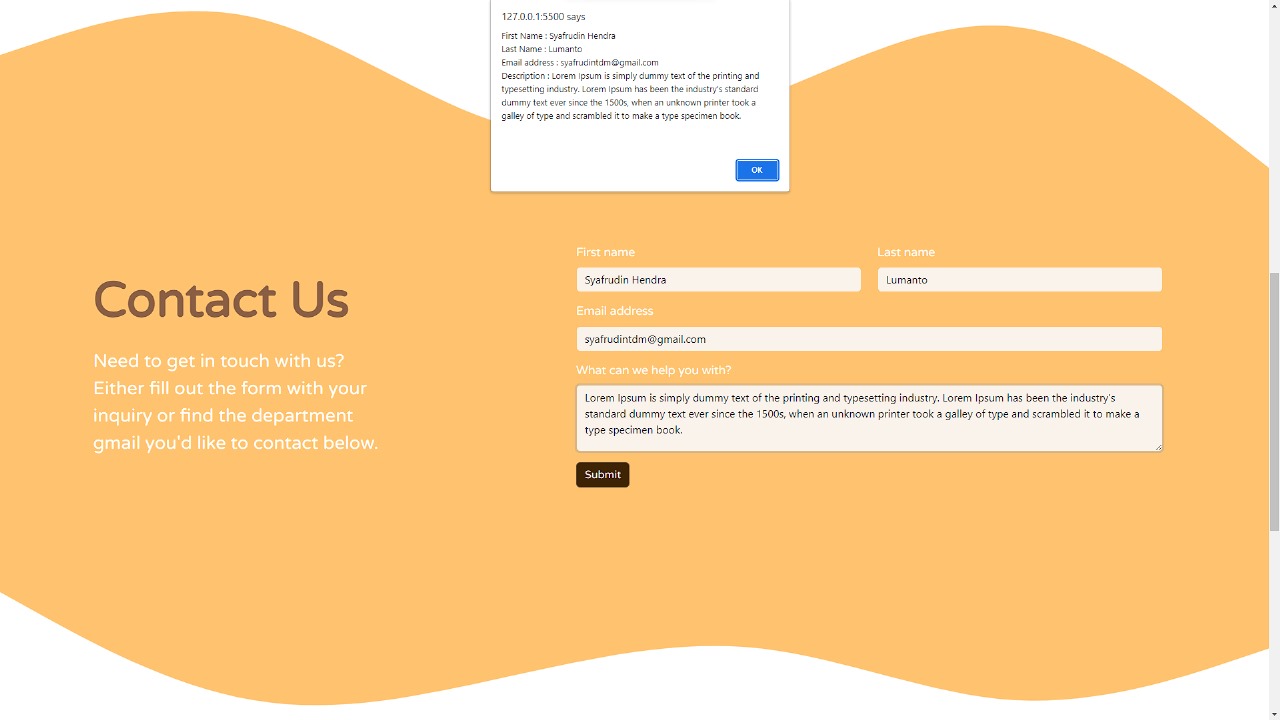 127.0.0.1:5500 says
First Name : Syafrudin Hendra
Last Name : Lumanto
Email address : syafrudintdm@gmail.com
Description : Lorem Ipsum is simply dummy text of the printing and
typesetting industry. Lorem Ipsum has been the industry's standard
dummy text ever since the 1500s, when an unknown printer took a
galley of type and scrambled it to make a type specimen book.
OK
Contact Us
Need to get in touch with us?
Either fill out the form with your
inquiry or find the department
gmail you'd like to contact below.
First name
Last name
Syafrudin Hendra
Lumanto
Email address
syafrudintdm@gmail.com
What can we help you with?
Lorem Ipsum is simply dummy text of the printing and typesetting industry. Lorem Ipsum has been the industry's
standard dummy text ever since the 1500s, when an unknown printer took a galley of type and scrambled it to make a
type specimen book.
Submit